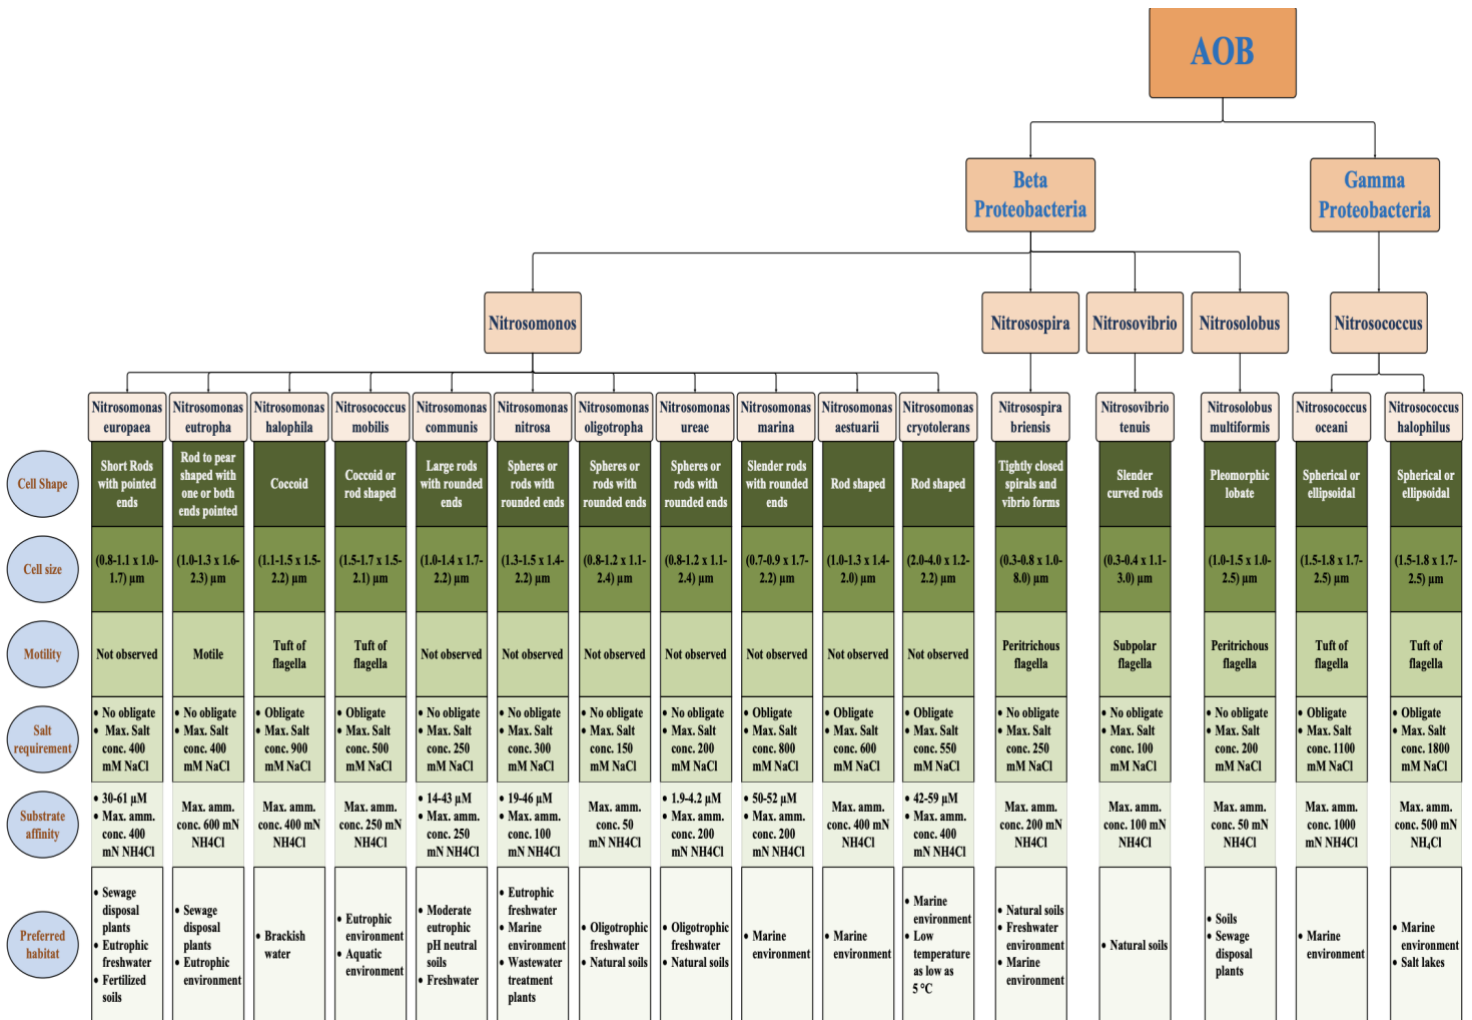 AOB
Beta
Proteobacteria
Gamma
Proteobacteria
Nitrosomonos
Nitrosospira
Nitrosovibrio
Nitrosolobus
Nitrosococcus
Nitrosomonas
europaea
Nitrosomonas
eutropha
Nitrosomonas
halophila
Nitrosococcus
mobilis
Nitrosomonas
communis
Nitrosomonas
nitrosa
Nitrosomonas
oligotropha
Nitrosomonas
ureae
Nitrosomonas
marina
Nitrosomonas
aestuarii
Nitrosomonas
cryotolerans
Nitrosospira
briensis
Nitrosovibrio
tenuis
Nitrosolobus
multiformis
Nitrosococcus
oceani
Nitrosococcus
halophilus
Cell Shape
Short Rods
with pointed
ends
Rod to pear
shaped with
one or both
ends pointed
Coccoid
Coccoid or
rod shaped
Large rods
with rounded
ends
Spheres or
rods with
rounded ends
Spheres or
rods with
rounded ends
Spheres or
rods with
rounded ends
Slender rods
with rounded
ends
Rod shaped
Rod shaped
Tightly closed
spirals and
vibrio forms
Slender
curved rods
Pleomorphic
lobate
Spherical or
ellipsoidal
Spherical or
ellipsoidal
Cell size
(0.8-1.1 x 1.0-
1.7) µm
(1.0-1.3 x 1.6-
2.3) µm
(1.1-1.5 x 1.5-
2.2) µm
(1.5-1.7 x 1.5-
2.1) µm
(1.0-1.4 x 1.7-
2.2) µm
(1.3-1.5 x 1.4-
2.2) µm
(0.8-1.2 x 1.1-
2.4) µm
(0.8-1.2 x 1.1-
2.4) µm
(0.7-0.9 x 1.7-
2.2) µm
(1.0-1.3 x 1.4-
2.0) µm
(2.0-4.0 x 1.2-
2.2) µm
(0.3-0.8 x 1.0-
8.0) µm
(0.3-0.4 x 1.1-
3.0) µm
(1.0-1.5 x 1.0-
2.5) µm
(1.5-1.8 x 1.7-
2.5) µm
(1.5-1.8 x 1.7-
2.5) µm
Motility
Not observed
Motile
Tuft of
flagella
Tuft of
flagella
Not observed
Not observed
Not observed
Not observed
Not observed
Not observed
Not observed
Peritrichous
flagella
Subpolar
flagella
Peritrichous
flagella
Tuft of
flagella
Tuft of
flagella
Salt
requirement
• No obligate
• Max. Salt
conc. 400
mM NaCl
• No obligate
• Max. Salt
conc. 400
mM NaCl
• Obligate
• Max. Salt
conc. 900
mM NaCl
• Obligate
• Max. Salt
conc. 500
mM NaCl
• No obligate
• Max. Salt
conc. 250
mM NaCl
• No obligate
• Max. Salt
conc. 300
mM NaCl
• No obligate
• Max. Salt
conc. 150
mM NaCl
• No obligate
• Max. Salt
conc. 200
mM NaCl
• Obligate
• Max. Salt
conc. 800
mM NaCl
• Obligate
• Max. Salt
conc. 600
mM NaCl
• Obligate
• Max. Salt
conc. 550
mM NaCl
• No obligate
• Max. Salt
conc. 250
mM NaCl
• No obligate
• Max. Salt
conc. 100
mM NaCl
• No obligate
• Max. Salt
conc. 200
mM NaCl
• Obligate
• Max. Salt
conc. 1100
mM NaCl
• Obligate
• Max. Salt
conc. 1800
mM NaCl
Substrate
affinity
• 30-61 µM
• Max. amm.
conc. 400
mN NH4Cl
Max. amm.
conc. 600 mN
NH4Cl
Max. amm.
conc. 400 mN
NH4Cl
Max. amm.
conc. 250 mN
NH4Cl
• 14-43 µM
• Max. amm.
conc. 250
mN NH4Cl
• 19-46 µM
• Max. amm.
conc. 100
mN NH4Cl
Max. amm.
conc. 50
mN NH4Cl
• 1.9-4.2 µM
• Max. amm.
conc. 200
mN NH4Cl
• 50-52 µM
• Max. amm.
conc. 200
mN NH4Cl
Max. amm.
conc. 400 mN
NH4Cl
• 42-59 µM
• Max. amm.
conc. 400
mN NH4Cl
Max. amm.
conc. 200 mN
NH4Cl
Max. amm.
conc. 100 mN
NH4Cl
Max. amm.
conc. 50 mN
NH4Cl
Max. amm.
conc. 1000
mN NH4Cl
Max. amm.
conc. 500 mN
NH₄Cl
Preferred
habitat
• Sewage
disposal
plants
• Eutrophic
freshwater
• Fertilized
soils
• Sewage
disposal
plants
• Eutrophic
environment
• Brackish
water
• Eutrophic
environment
• Aquatic
environment
• Moderate
eutrophic
pH neutral
soils
• Freshwater
• Eutrophic
freshwater
• Marine
environment
• Wastewater
treatment
plants
• Oligotrophic
freshwater
• Natural soils
• Oligotrophic
freshwater
• Natural soils
• Marine
environment
• Marine
environment
• Marine
environment
• Low
temperature
as low as
5 °C
• Natural soils
• Freshwater
environment
• Marine
environment
• Natural soils
• Soils
• Sewage
disposal
plants
• Marine
environment
• Marine
environment
• Salt lakes